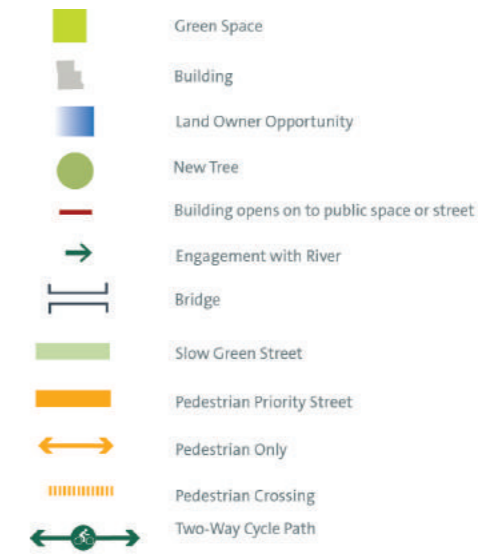 Green Space
Building
Land Owner Opportunity
New Tree
Building opens on to public space or street
Engagement with River
Bridge
Slow Green Street
Pedestrian Priority Street
Pedestrian Only
Pedestrian Crossing
Two-Way Cycle Path